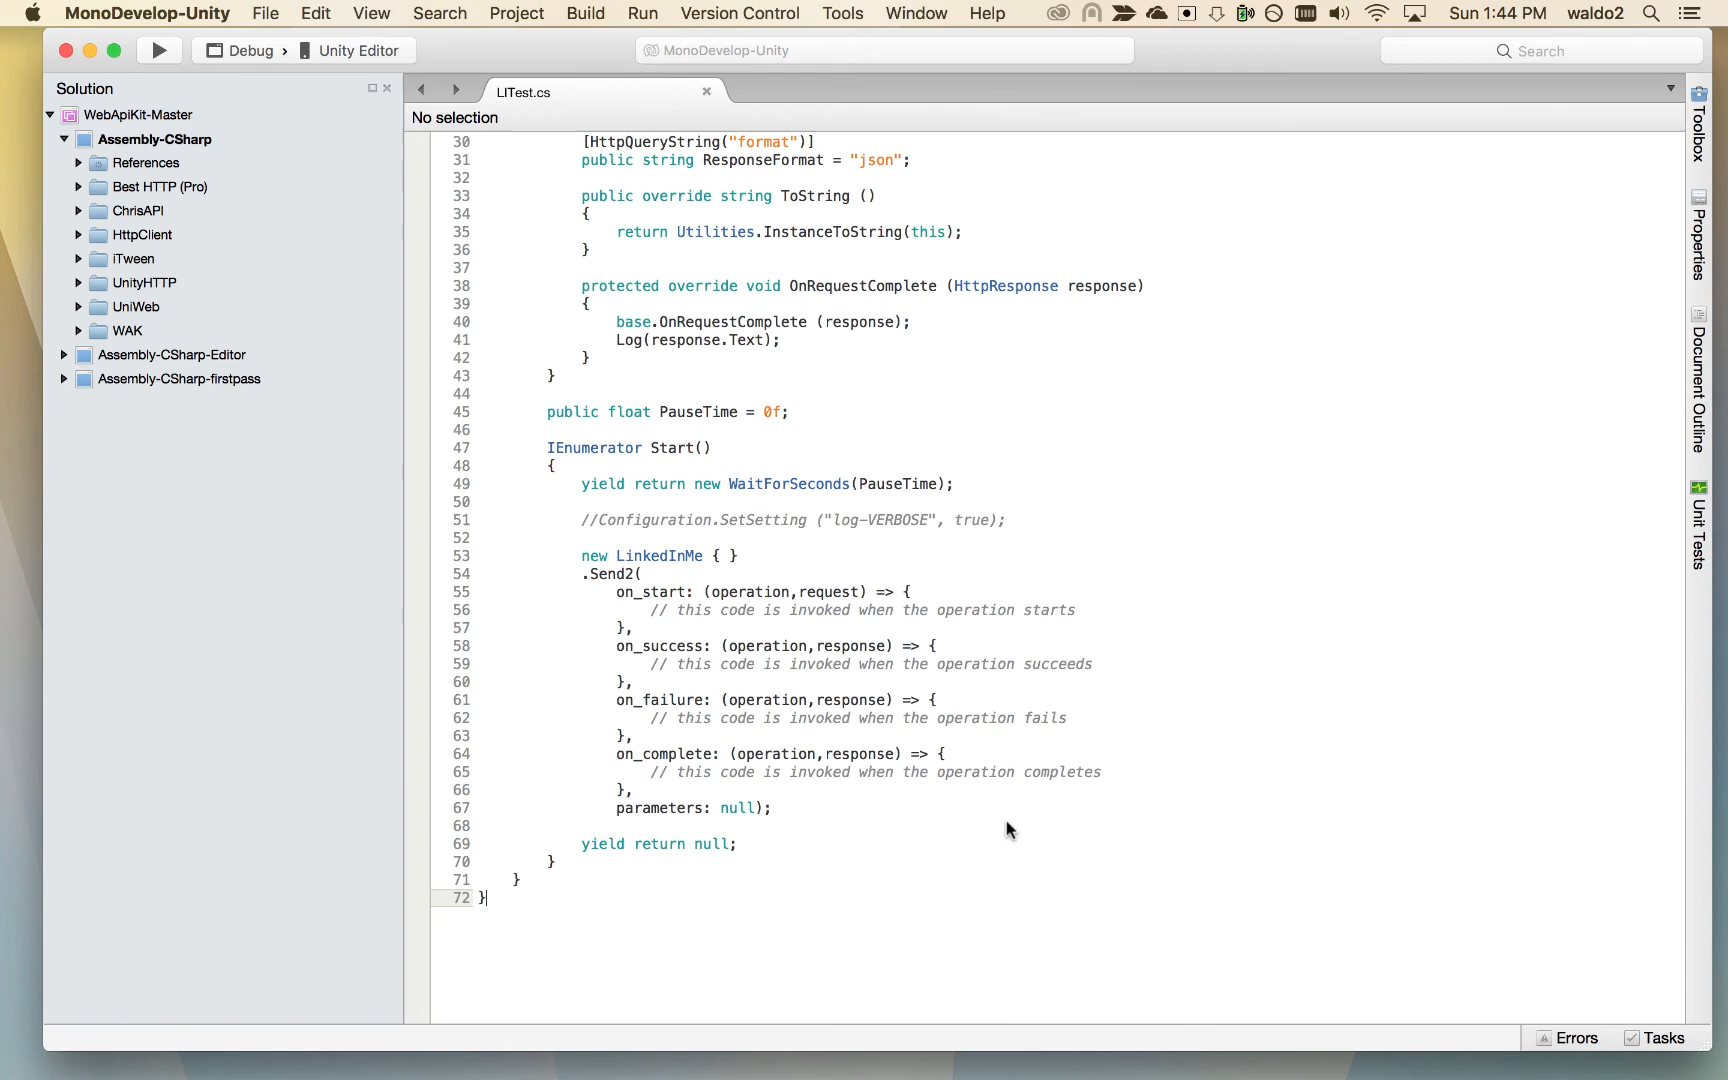 MonoDevelop-Unity File Edit View Search Project Build Run Version Control Tools Window Help Sun 1:44 PM waldo2
Debug › Unity Editor MonoDevelop-Unity Search
Solution
WebApiKit-Master
Assembly-CSharp
References
Best HTTP (Pro)
ChrisAPI
HttpClient
iTween
UnityHTTP
UniWeb
WAK
Assembly-CSharp-Editor
Assembly-CSharp-firstpass
LITest.cs
No selection
30 [HttpQueryString("format")]
31 public string ResponseFormat = "json";
32
33 public override string ToString ()
34 {
35 return Utilities.InstanceToString(this);
36 }
37
38 protected override void OnRequestComplete (HttpResponse response)
39 {
40 base.OnRequestComplete (response);
41 Log(response.Text);
42 }
43 }
44
45 public float PauseTime = 0f;
46
47 IEnumerator Start()
48 {
49 yield return new WaitForSeconds(PauseTime);
50
51 //Configuration.SetSetting ("log-VERBOSE", true);
52
53 new LinkedInMe { }
54 .Send2(
55 on_start: (operation,request) => {
56 // this code is invoked when the operation starts
57 },
58 on_success: (operation,response) => {
59 // this code is invoked when the operation succeeds
60 },
61 on_failure: (operation,response) => {
62 // this code is invoked when the operation fails
63 },
64 on_complete: (operation,response) => {
65 // this code is invoked when the operation completes
66 },
67 parameters: null);
68
69 yield return null;
70 }
71 }
72 }
Toolbox
Properties
Document Outline
Unit Tests
Errors Tasks